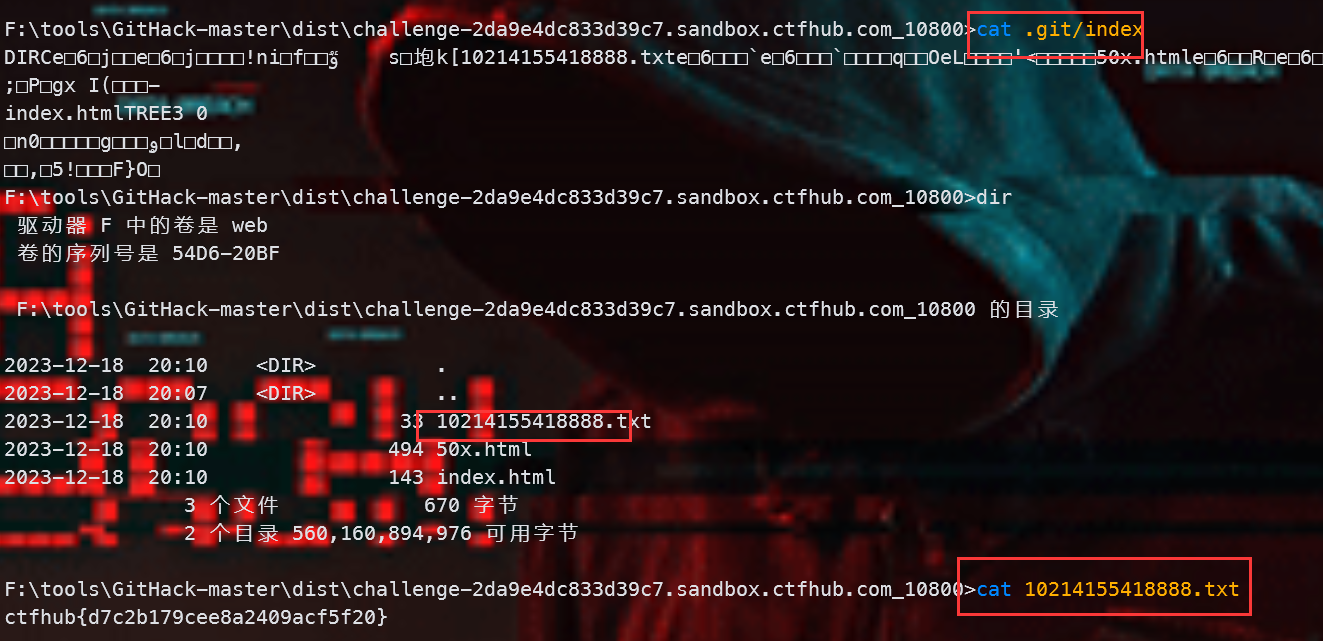 F:\tools\GitHack-master\dist\challenge-2da9e4dc833d39c7.sandbox.ctfhub.com_10800>cat .git/index
DIRCe□6□j□□e□6□j□□□□!ni□f□□ s□垉k[10214155418888.txte□6□□□`e□6□□□`□□□□q□□OeL□□□□'<□□□□□50x.htmle□6□□R□e□6□
;□P□gx I(□□□–
index.htmlTREE3 0
□n0□□□□□g□□□و□l□d□□,
□□,□5!□□□F}O□
F:\tools\GitHack-master\dist\challenge-2da9e4dc833d39c7.sandbox.ctfhub.com_10800>dir
驱动器 F 中的卷是 web
卷的序列号是 54D6-20BF
F:\tools\GitHack-master\dist\challenge-2da9e4dc833d39c7.sandbox.ctfhub.com_10800 的目录
2023-12-18 20:10 <DIR> .
2023-12-18 20:07 <DIR> ..
2023-12-18 20:10 33 10214155418888.txt
2023-12-18 20:10 494 50x.html
2023-12-18 20:10 143 index.html
3 个文件 670 字节
2 个目录 560,160,894,976 可用字节
F:\tools\GitHack-master\dist\challenge-2da9e4dc833d39c7.sandbox.ctfhub.com_10800>cat 10214155418888.txt
ctfhub{d7c2b179cee8a2409acf5f20}